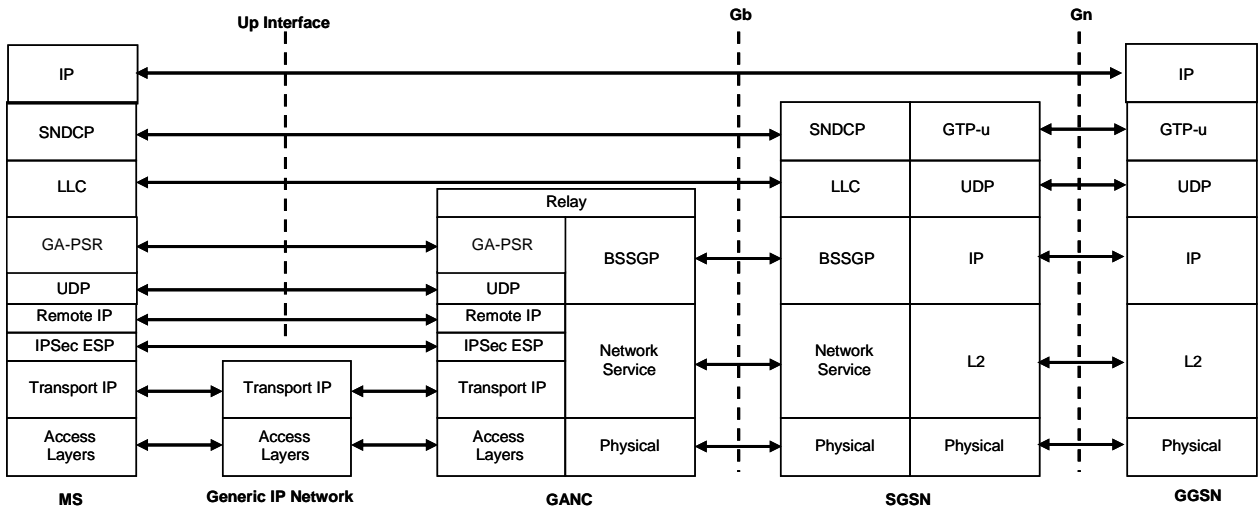 Up Interface
Gb
Gn
IP
IP
SNDCP
SNDCP
GTP-u
GTP-u
LLC
LLC
UDP
UDP
Relay
GA-PSR
GA-PSR
BSSGP
BSSGP
IP
IP
UDP
UDP
Remote IP
Remote IP
IPSec ESP
IPSec ESP
Network
Service
Network
Service
L2
L2
Transport IP
Transport IP
Transport IP
Access
Layers
Access
Layers
Access
Layers
Physical
Physical
Physical
Physical
MS
Generic IP Network
GANC
SGSN
GGSN